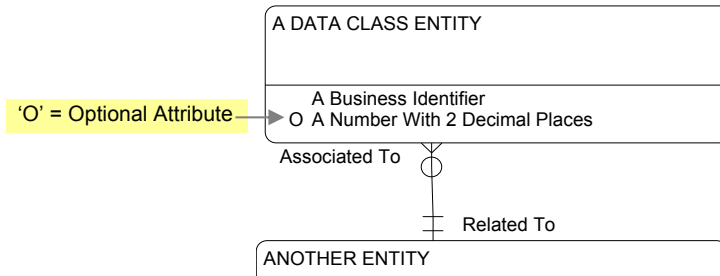 A DATA CLASS ENTITY
A Business Identifier
‘O’ = Optional Attribute
O A Number With 2 Decimal Places
Associated To
Related To
ANOTHER ENTITY